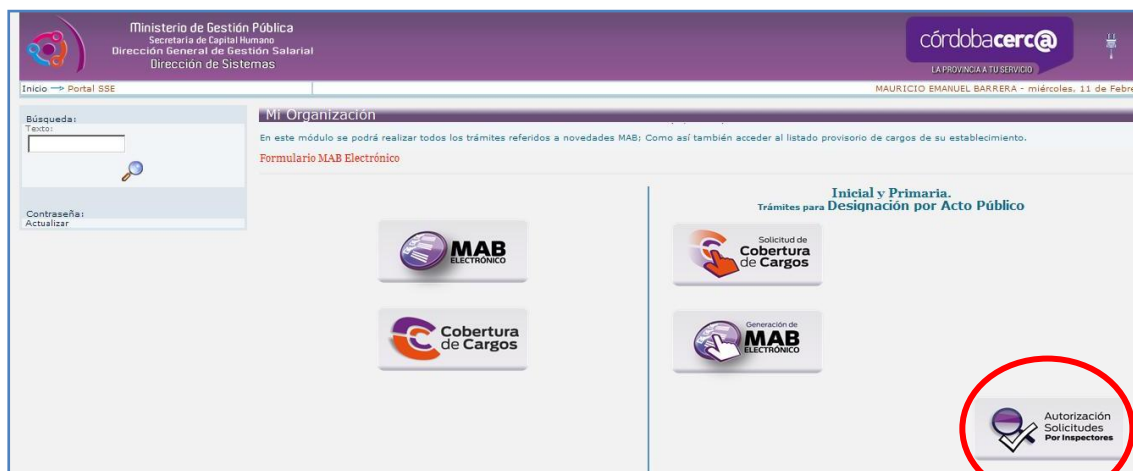 Ministerio de Gestión Pública
Secretaría de Capital Humano
Dirección General de Gestión Salarial
Dirección de Sistemas
córdobacerc@
LA PROVINCIA A TU SERVICIO
Inicio Portal SSE
MAURICIO EMANUEL BARRERA - miércoles, 11 de Febre
Búsqueda:
Texto:
Contraseña:
Actualizar
Mi Organización
En este módulo se podrá realizar todos los trámites referidos a novedades MAB; Como así también acceder al listado provisorio de cargos de su establecimiento.
Formulario MAB Electrónico
MAB
ELECTRÓNICO
Cobertura
de Cargos
Inicial y Primaria.
Trámites para Designación por Acto Público
Solicitud de
Cobertura
de Cargos
Generación de
MAB
ELECTRÓNICO
Autorización
Solicitudes
Por Inspectores